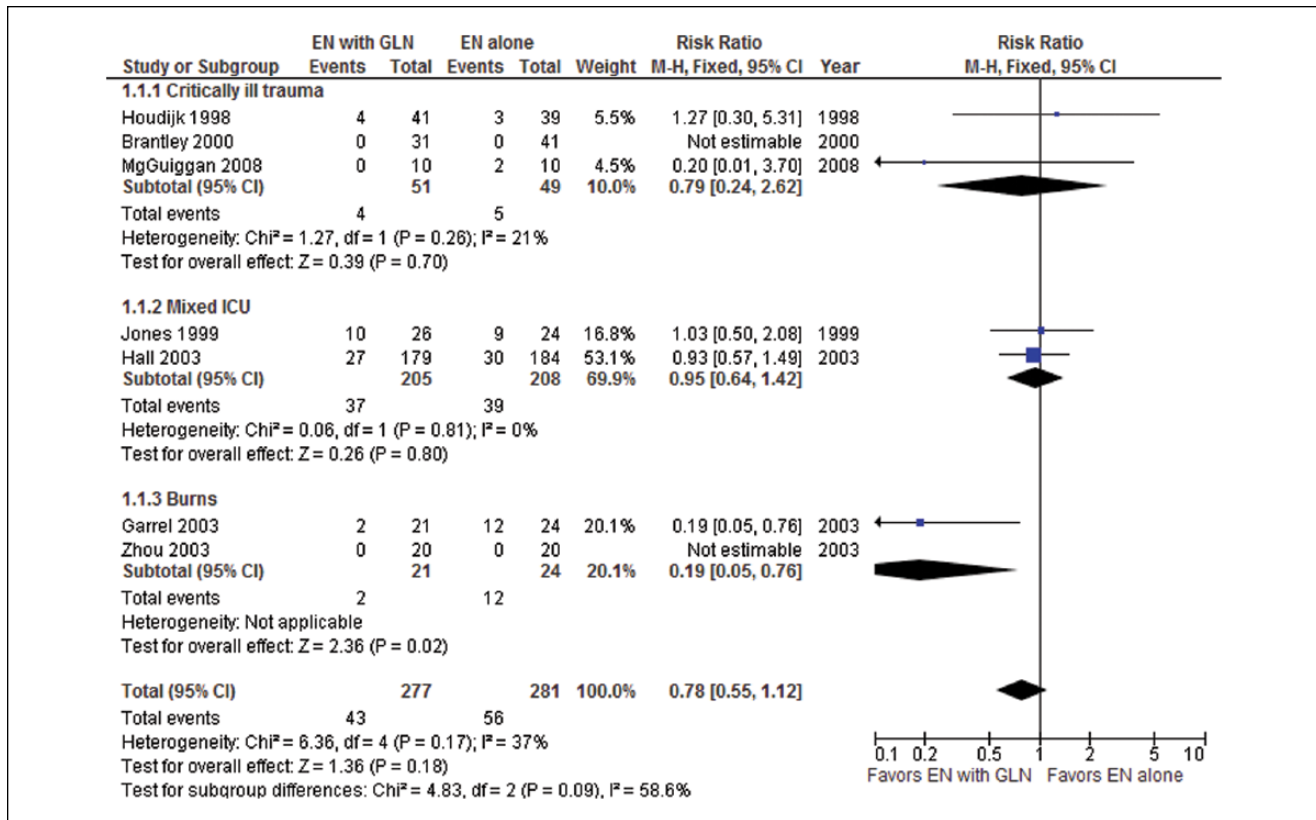 EN with GLN EN alone Risk Ratio Risk Ratio
Study or Subgroup Events Total Events Total Weight M-H, Fixed, 95% CI Year M-H, Fixed, 95% CI
1.1.1 Critically ill trauma
Houdijk 1998 4 41 3 39 5.5% 1.27 [0.30, 5.31] 1998
Brantley 2000 0 31 0 41 Not estimable 2000
MgGuiggan 2008 0 10 2 10 4.5% 0.20 [0.01, 3.70] 2008
Subtotal (95% CI) 51 49 10.0% 0.79 [0.24, 2.62]
Total events 4 5
Heterogeneity: Chi² = 1.27, df = 1 (P = 0.26); I² = 21%
Test for overall effect: Z = 0.39 (P = 0.70)
1.1.2 Mixed ICU
Jones 1999 10 26 9 24 16.8% 1.03 [0.50, 2.08] 1999
Hall 2003 27 179 30 184 53.1% 0.93 [0.57, 1.49] 2003
Subtotal (95% CI) 205 208 69.9% 0.95 [0.64, 1.42]
Total events 37 39
Heterogeneity: Chi² = 0.06, df = 1 (P = 0.81); I² = 0%
Test for overall effect: Z = 0.26 (P = 0.80)
1.1.3 Burns
Garrel 2003 2 21 12 24 20.1% 0.19 [0.05, 0.76] 2003
Zhou 2003 0 20 0 20 Not estimable 2003
Subtotal (95% CI) 21 24 20.1% 0.19 [0.05, 0.76]
Total events 2 12
Heterogeneity: Not applicable
Test for overall effect: Z = 2.36 (P = 0.02)
Total (95% CI) 277 281 100.0% 0.78 [0.55, 1.12]
Total events 43 56
Heterogeneity: Chi² = 6.36, df = 4 (P = 0.17); I² = 37%
Test for overall effect: Z = 1.36 (P = 0.18)
Test for subgroup differences: Chi² = 4.83, df = 2 (P = 0.09), I² = 58.6%
0.1 0.2 0.5 1 2 5 10
Favors EN with GLN Favors EN alone